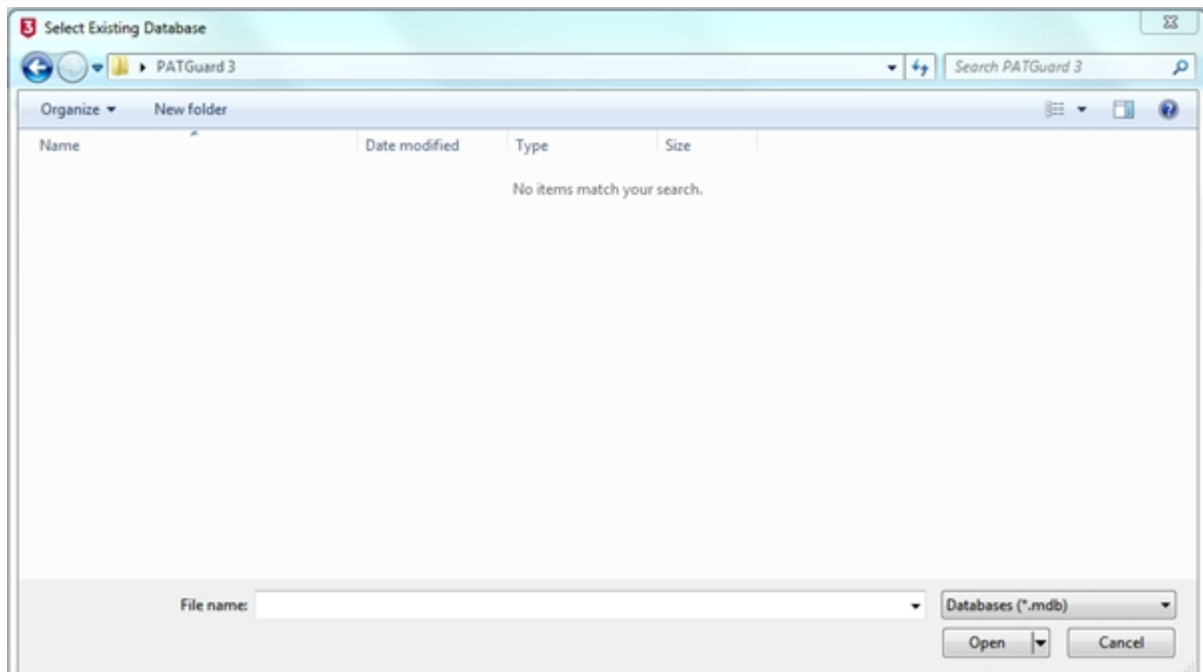 3 Select Existing Database
PATGuard 3 Search PATGuard 3
Organize New folder
Name Date modified Type Size
No items match your search.
File name: Databases (*.mdb)
Open Cancel